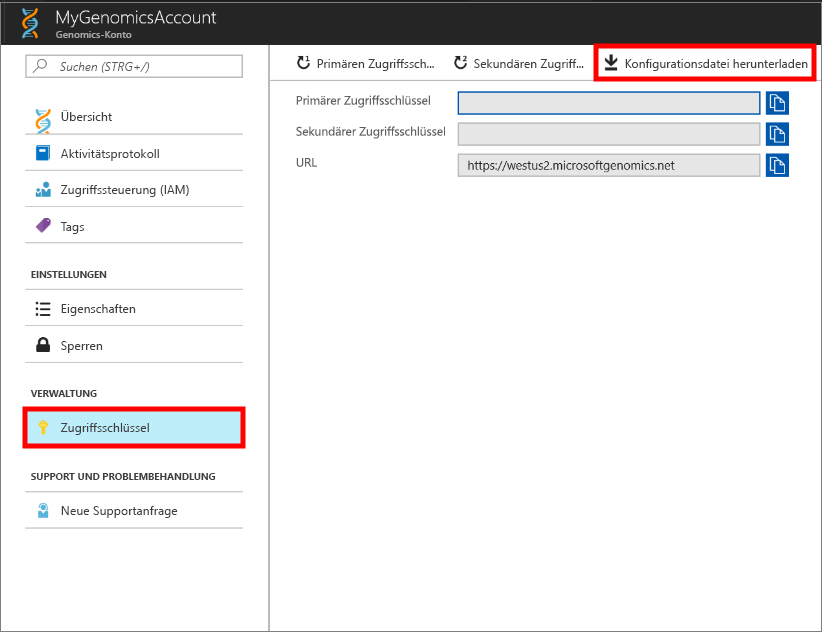 MyGenomicsAccount
Genomics-Konto
Suchen (STRG+/)
Übersicht
Aktivitätsprotokoll
Zugriffssteuerung (IAM)
Tags
EINSTELLUNGEN
Eigenschaften
Sperren
VERWALTUNG
Zugriffsschlüssel
SUPPORT UND PROBLEMBEHANDLUNG
Neue Supportanfrage
Primären Zugriffssch... Sekundären Zugriff... Konfigurationsdatei herunterladen
Primärer Zugriffsschlüssel
Sekundärer Zugriffsschlüssel
URL https://westus2.microsoftgenomics.net